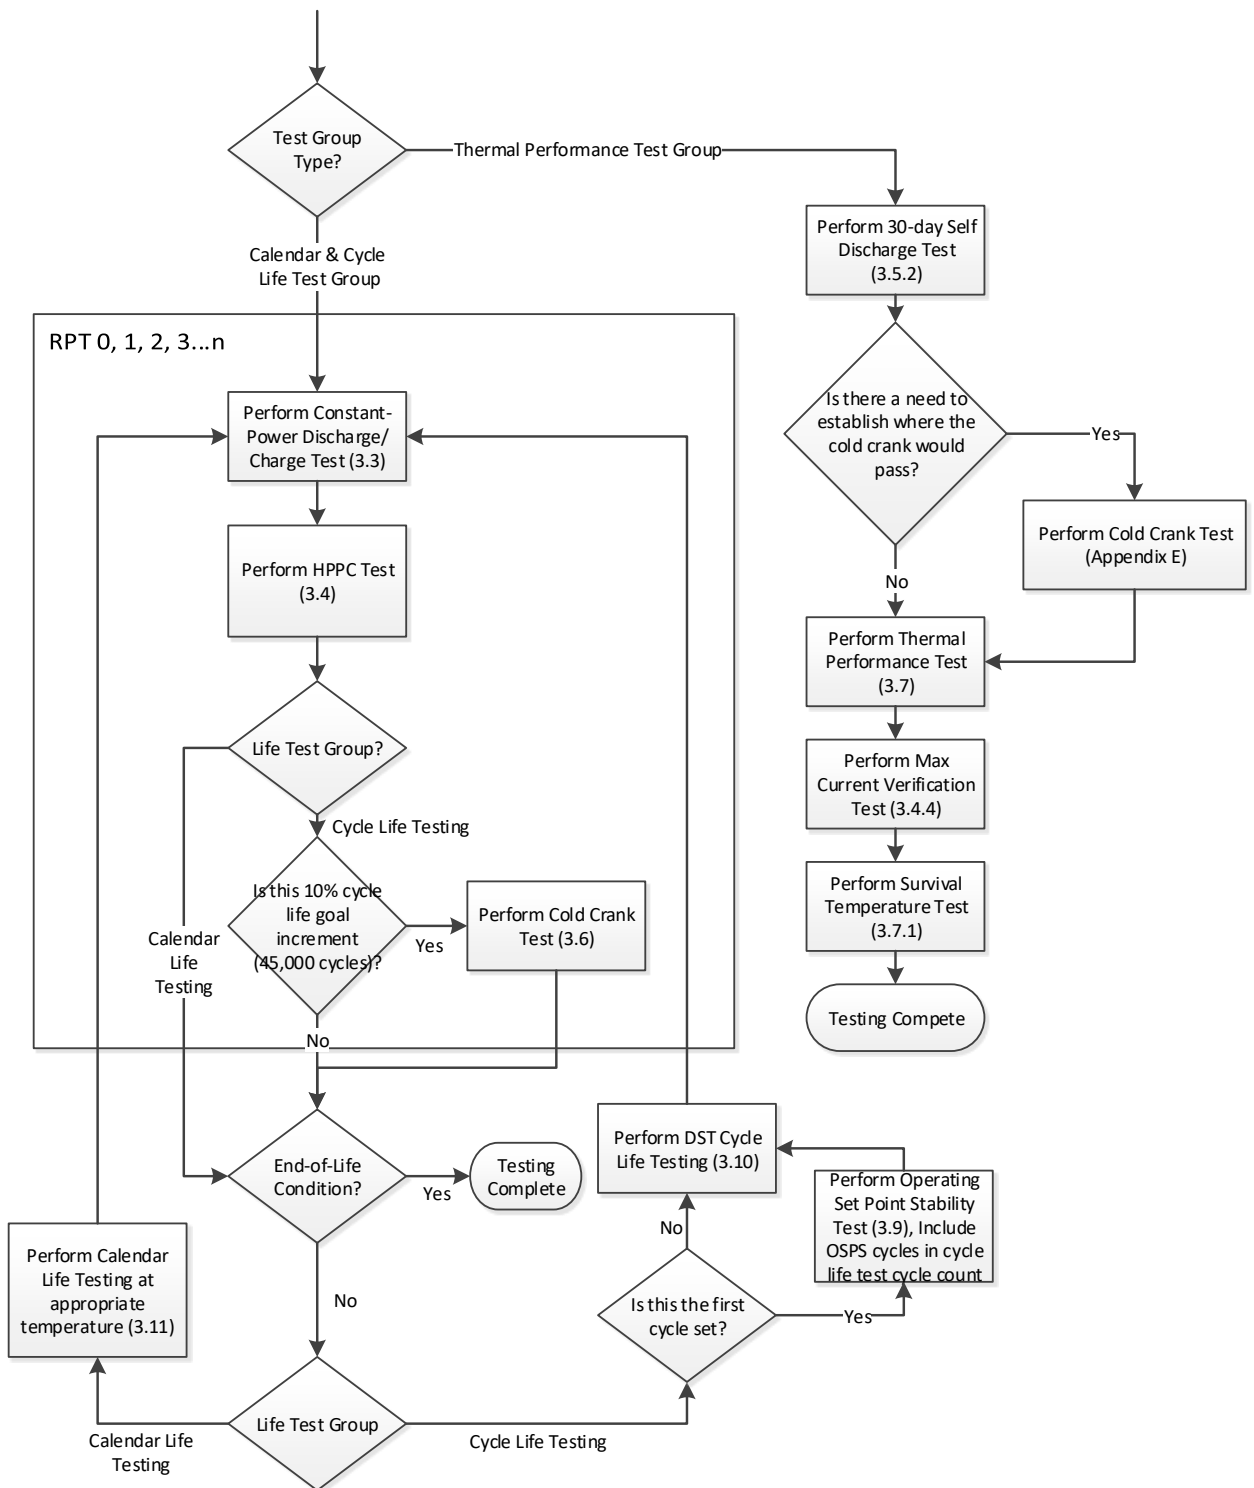 Test Group
Type?
Thermal Performance Test Group
Calendar & Cycle
Life Test Group
Perform 30-day Self
Discharge Test
(3.5.2)
RPT 0, 1, 2, 3...n
Is there a need to
establish where the
cold crank would
pass?
Yes
No
Perform Cold Crank Test
(Appendix E)
Perform Constant-
Power Discharge/
Charge Test (3.3)
Perform HPPC Test
(3.4)
Perform Thermal
Performance Test
(3.7)
Life Test Group?
Perform Max
Current Verification
Test (3.4.4)
Cycle Life Testing
Calendar
Life
Testing
Is this 10% cycle
life goal
increment
(45,000 cycles)?
Yes
Perform Cold Crank
Test (3.6)
No
Perform Survival
Temperature Test
(3.7.1)
Testing Compete
End-of-Life
Condition?
Yes
Testing
Complete
No
Perform DST Cycle
Life Testing (3.10)
Perform Operating
Set Point Stability
Test (3.9), Include
OSPS cycles in cycle
life test cycle count
No
Is this the first
cycle set?
Yes
Perform Calendar
Life Testing at
appropriate
temperature (3.11)
Life Test Group
Calendar Life
Testing
Cycle Life Testing